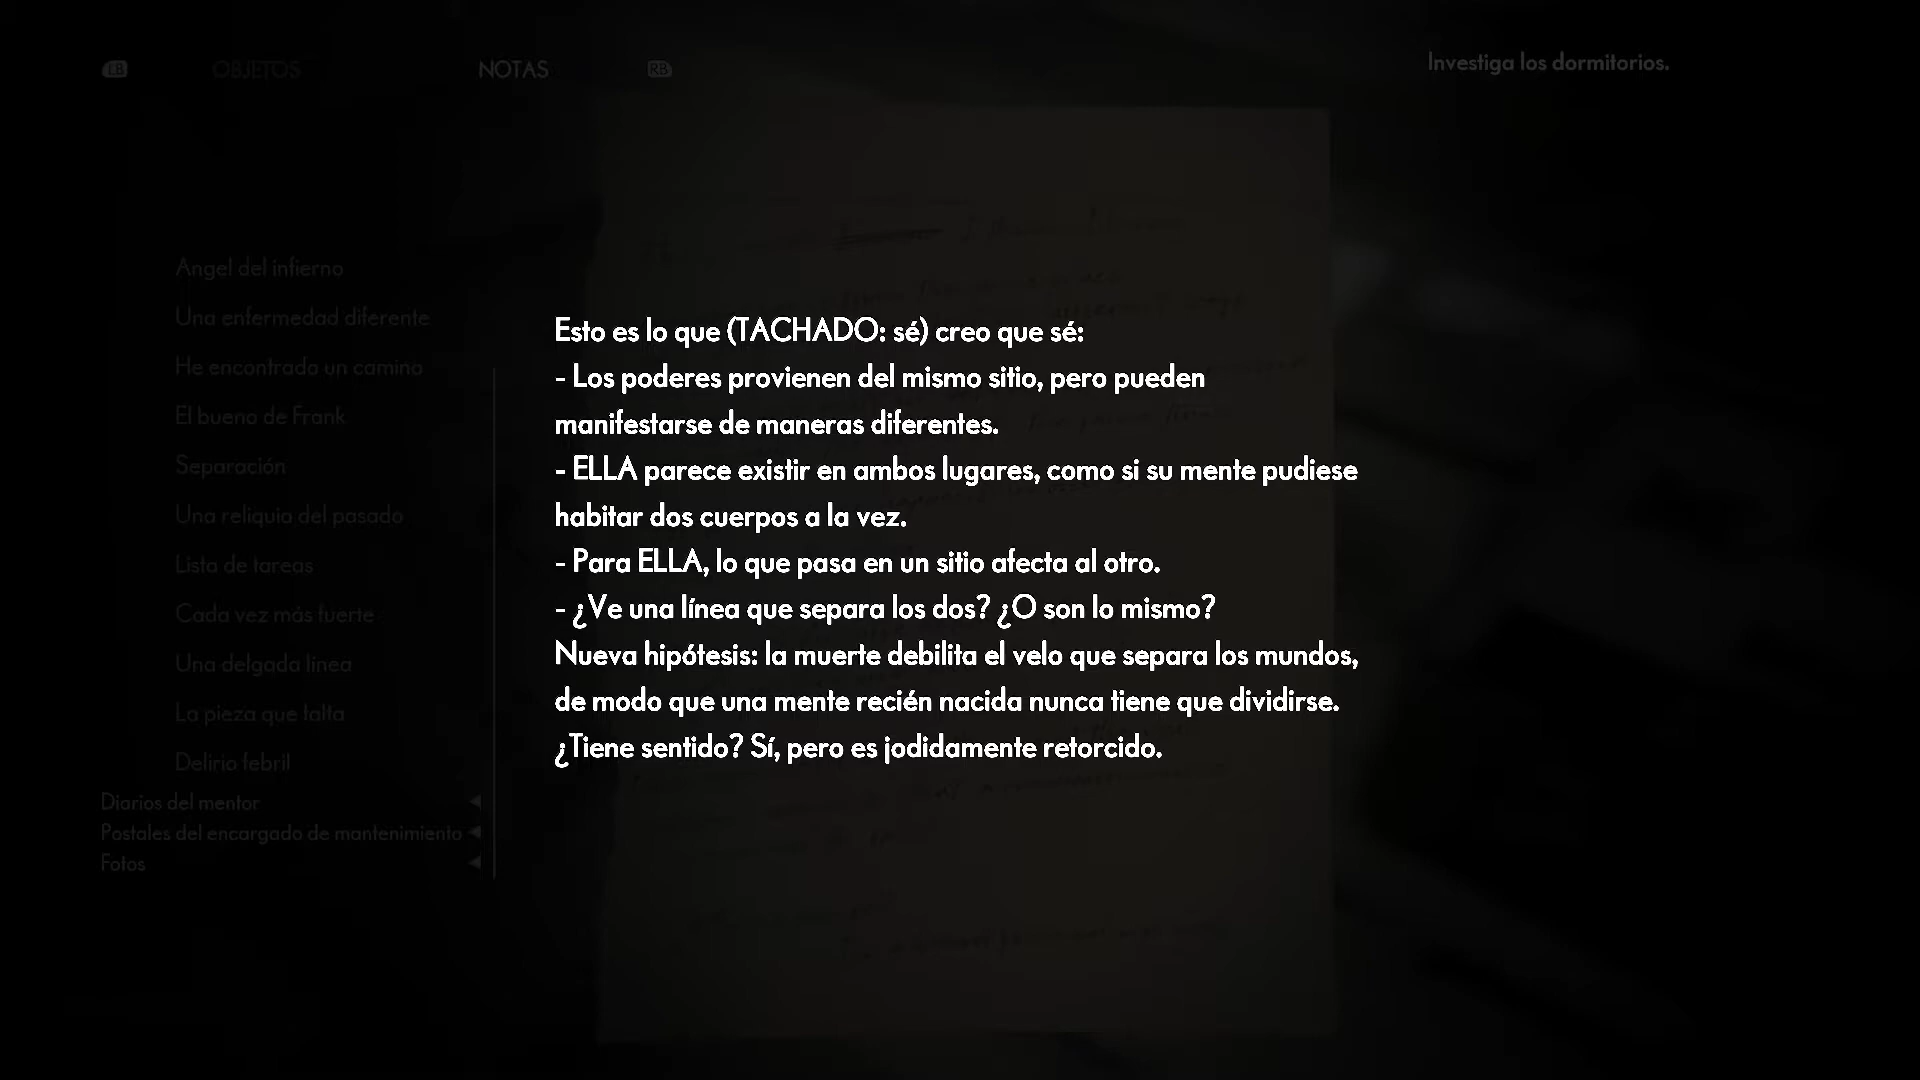 LB
OBJETOS
NOTAS
RB
Investiga los dormitorios.
Angel del infierno
Una enfermedad diferente
He encontrado un camino
El bueno de Frank
Separación
Una reliquia del pasado
Lista de tareas
Cada vez más fuerte
Una delgada línea
La pieza que falta
Delirio febril
Diarios del mentor
Postales del encargado de mantenimiento
Fotos
Esto es lo que (TACHADO: sé) creo que sé:
- Los poderes provienen del mismo sitio, pero pueden
manifestarse de maneras diferentes.
- ELLA parece existir en ambos lugares, como si su mente pudiese
habitar dos cuerpos a la vez.
- Para ELLA, lo que pasa en un sitio afecta al otro.
- ¿Ve una línea que separa los dos? ¿O son lo mismo?
Nueva hipótesis: la muerte debilita el velo que separa los mundos,
de modo que una mente recién nacida nunca tiene que dividirse.
¿Tiene sentido? Sí, pero es jodidamente retorcido.